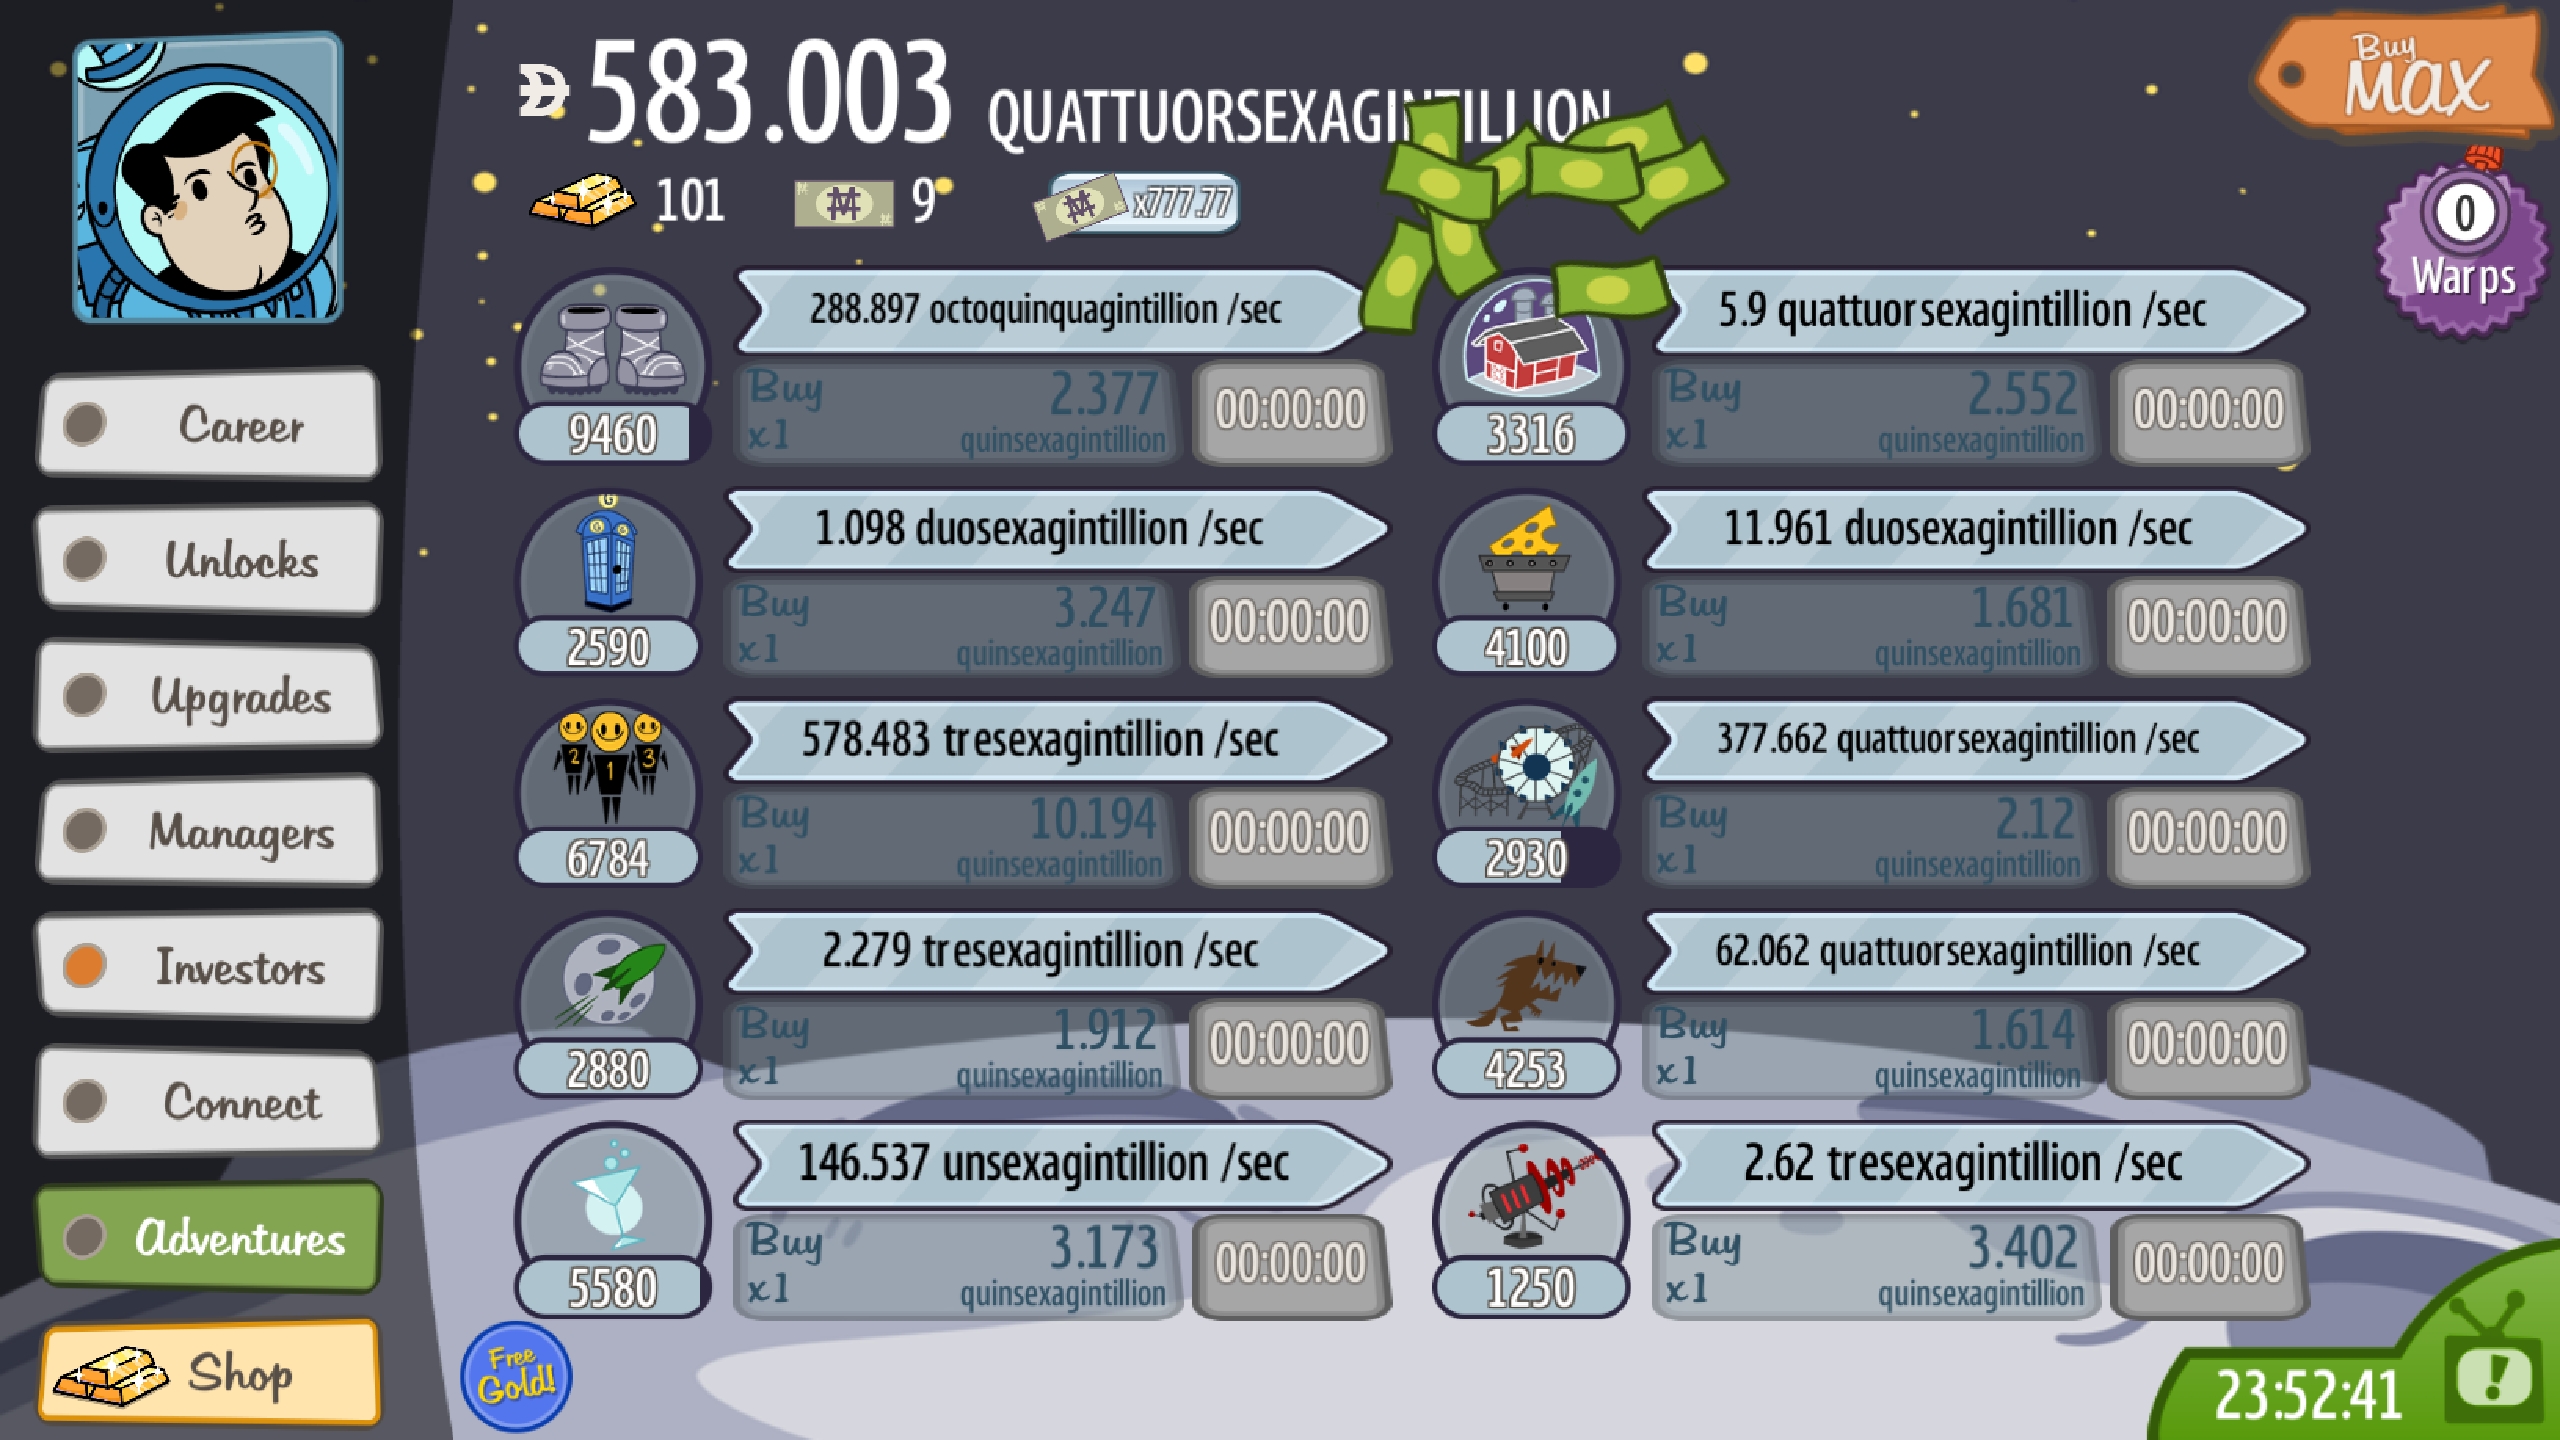 583.003 QUATTUORSEXAGINTILLION
Buy
MAX
101 9 x777.77
0
Warps
288.897 octoquinquagintillion /sec
Buy 2.377
x1 quinsexagintillion
00:00:00
9460
5.9 quattuorsexagintillion /sec
Buy 2.552
x1 quinsexagintillion
00:00:00
3316
1.098 duosexagintillion /sec
Buy 3.247
x1 quinsexagintillion
00:00:00
2590
11.961 duosexagintillion /sec
Buy 1.681
x1 quinsexagintillion
00:00:00
4100
2 1 3
578.483 tresexagintillion /sec
Buy 10.194
x1 quinsexagintillion
00:00:00
6784
377.662 quattuorsexagintillion /sec
Buy 2.12
x1 quinsexagintillion
00:00:00
2930
2.279 tresexagintillion /sec
Buy 1.912
x1 quinsexagintillion
00:00:00
2880
62.062 quattuorsexagintillion /sec
Buy 1.614
x1 quinsexagintillion
00:00:00
4253
146.537 unsexagintillion /sec
Buy 3.173
x1 quinsexagintillion
00:00:00
5580
2.62 tresexagintillion /sec
Buy 3.402
x1 quinsexagintillion
00:00:00
1250
Career
Unlocks
Upgrades
Managers
Investors
Connect
Adventures
Shop
Free
Gold!
23:52:41
!